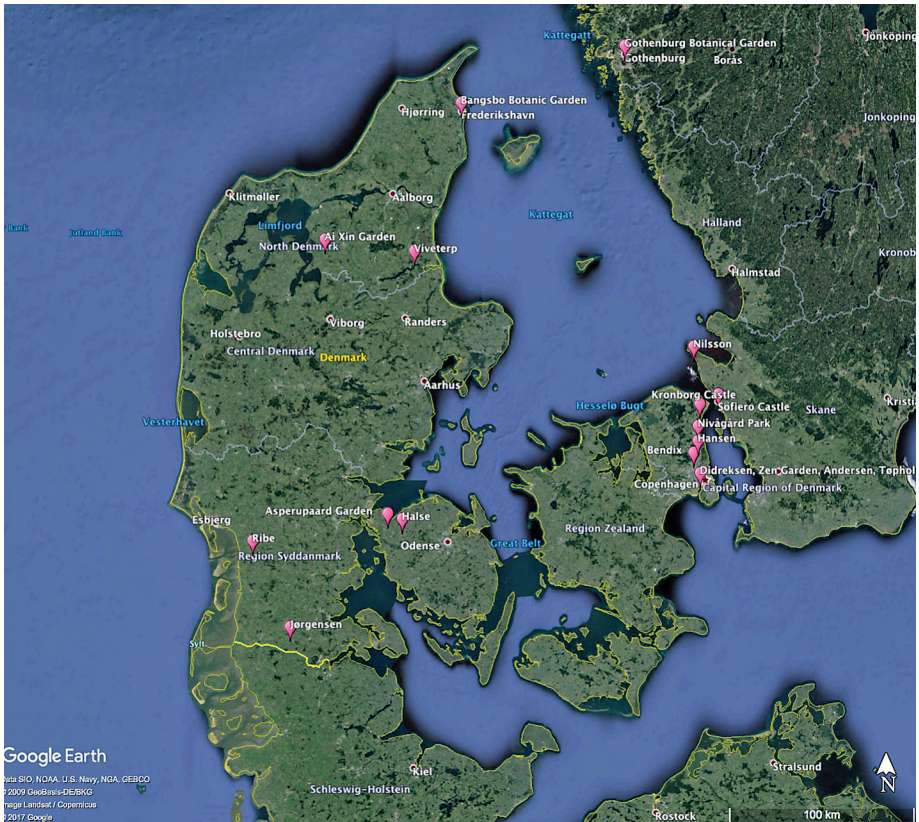 Kattegatt
Jönköping
Gothenburg Botanical Garden
Gothenburg
Borås
Bangsbo Botanic Garden
Frederikshavn
Hjørring
Jonkoping
Klitmøller
Aalborg
Kattegat
Halland
Bank
Jutland Bank
Limfjord
Ai Xin Garden
North Denmark
Viveterp
Kronob
Halmstad
Viborg
Randers
Holstebro
Central Denmark
Denmark
Nilsson
Aarhus
Kronborg Castle
Hesselø Bugt
Sofiero Castle
Skane
Kristia
Vesterhavet
Nivågård Park
Hansen
Bendix
Didreksen, Zen Garden, Andersen, Tøphol
Copenhagen
Capital Region of Denmark
Asperupaard Garden
Halse
Esbjerg
Region Zealand
Ribe
Odense
Great Belt
Region Syddanmark
Jørgensen
Sylt
Google Earth
Data SIO, NOAA, U.S. Navy, NGA, GEBCO
© 2009 GeoBasis-DE/BKG
Image Landsat / Copernicus
© 2017 Google
Kiel
Schleswig-Holstein
Stralsund
N
Rostock
100 km